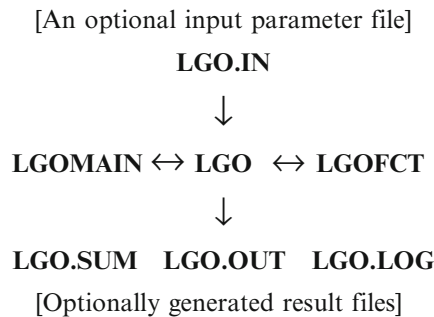 [An optional input parameter file]
LGO.IN
↓
LGOMAIN ↔ LGO ↔ LGOFCT
↓
LGO.SUM LGO.OUT LGO.LOG
[Optionally generated result files]